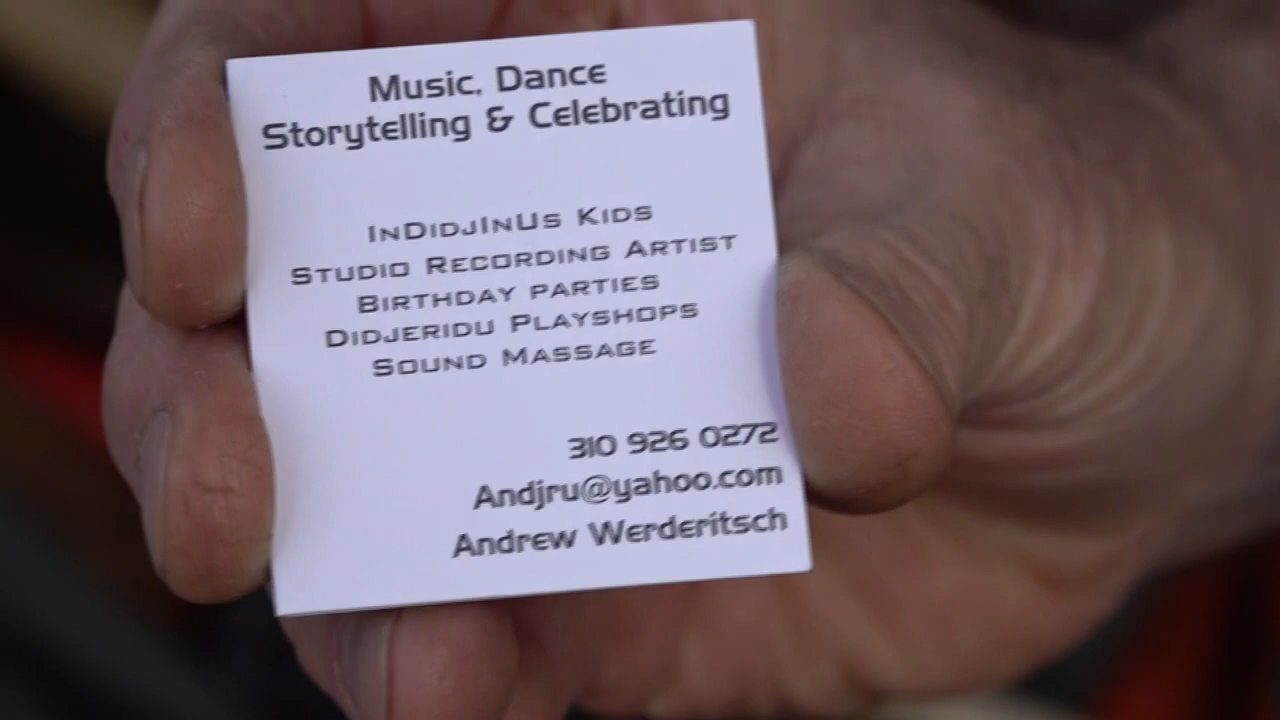 Music, Dance
Storytelling & Celebrating
InDidjInUs Kids
Studio Recording Artist
Birthday parties
Didjeridu Playshops
Sound Massage
310 926 0272
Andjru@yahoo.com
Andrew Werderitsch